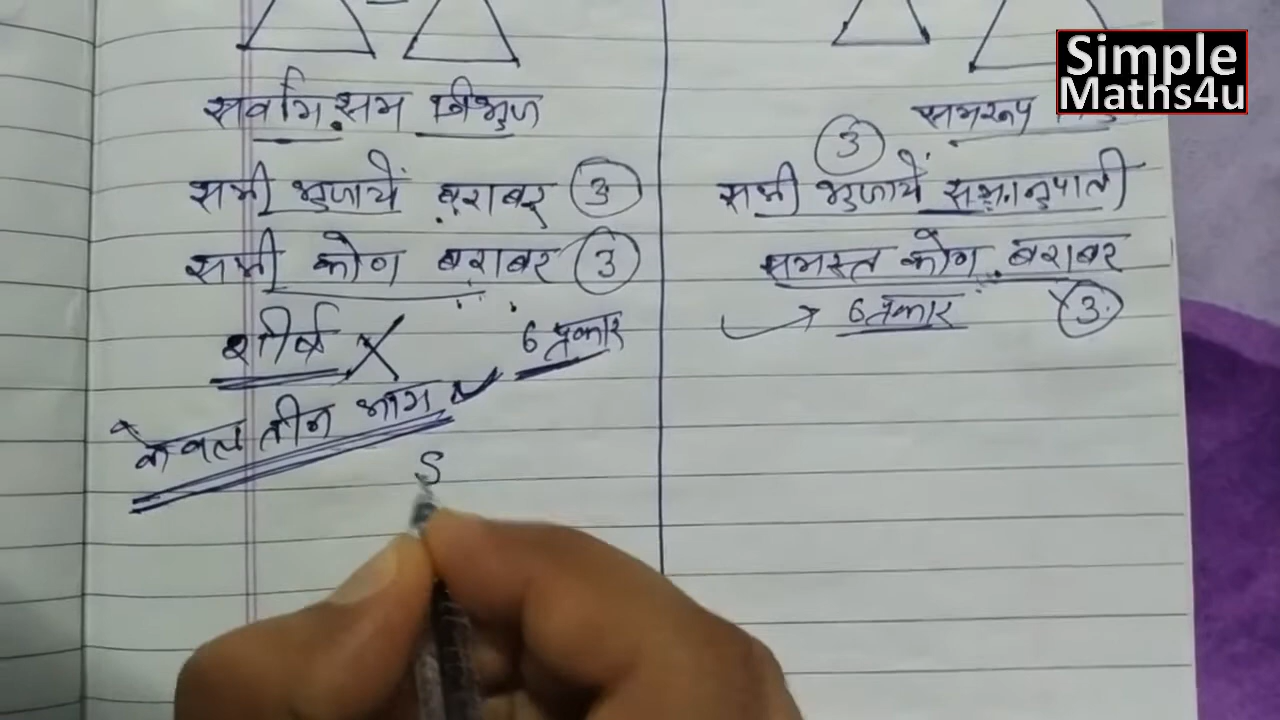 Simple
Maths4u
सर्वांगसम त्रीभुज
सभी भुजायें बराबर 3
सभी कोण बराबर 3
शीर्ष X 6 प्रकार
केवल तीन भाग ✓
S
समरूप
3
सभी भुजायें समानुपाती
समस्त कोण बराबर
→ 6 प्रकार 3